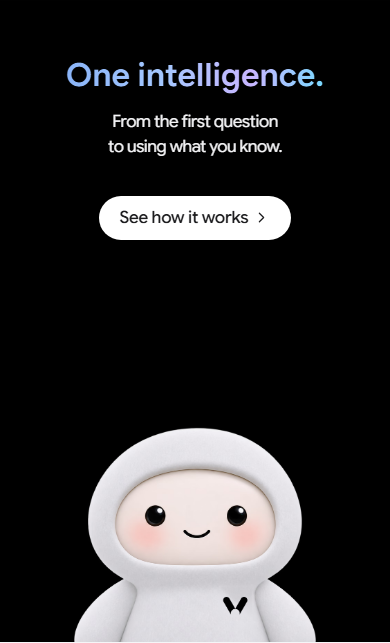 One intelligence.
From the first question
to using what you know.
See how it works